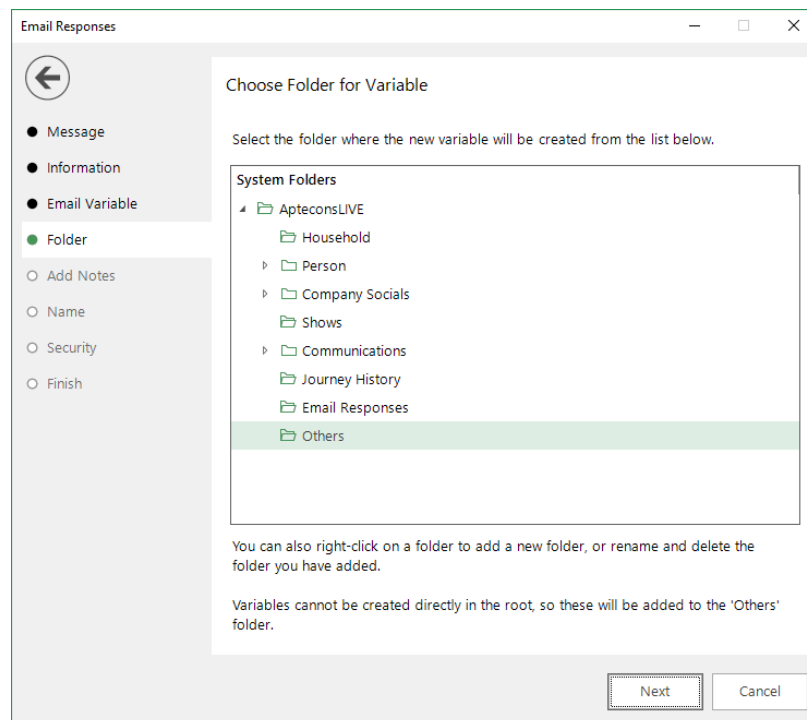 Email Responses
Choose Folder for Variable
Message
Information
Email Variable
Folder
Add Notes
Name
Security
Finish
Select the folder where the new variable will be created from the list below.
System Folders
ApteconsLIVE
Household
Person
Company Socials
Shows
Communications
Journey History
Email Responses
Others
You can also right-click on a folder to add a new folder, or rename and delete the
folder you have added.
Variables cannot be created directly in the root, so these will be added to the 'Others'
folder.
Next
Cancel